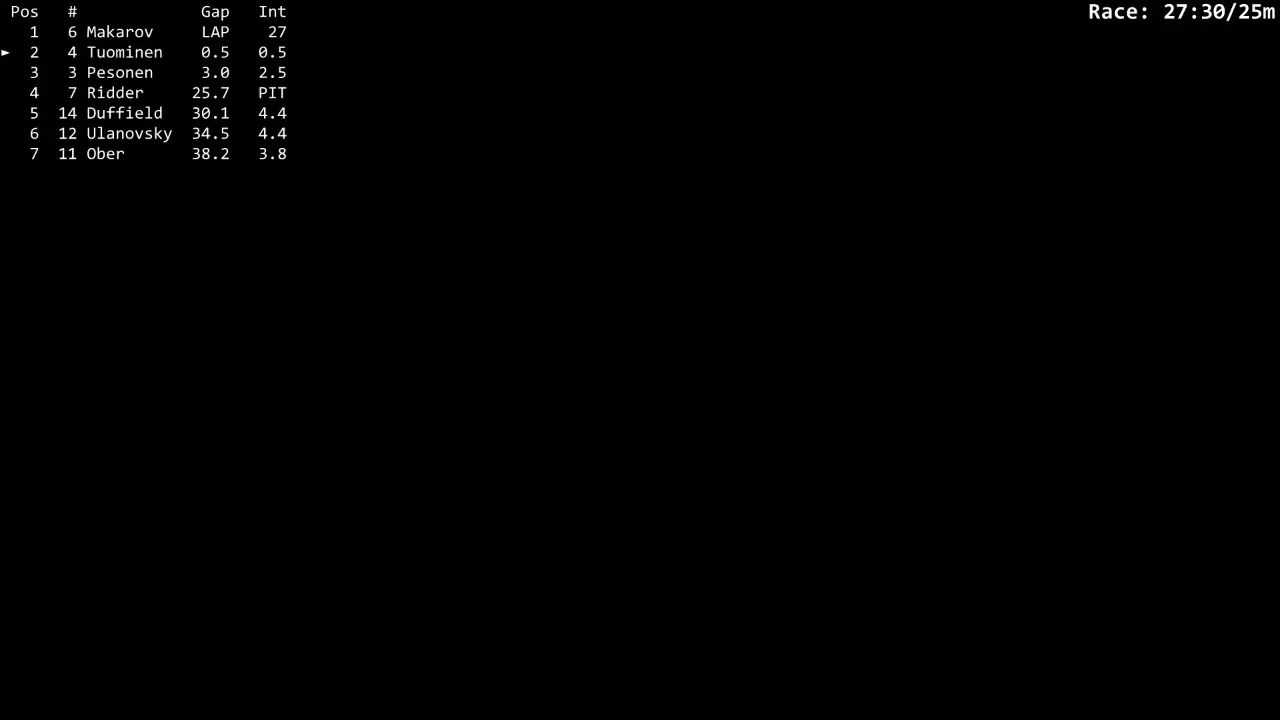 Pos # Gap Int
1 6 Makarov LAP 27
► 2 4 Tuominen 0.5 0.5
3 3 Pesonen 3.0 2.5
4 7 Ridder 25.7 PIT
5 14 Duffield 30.1 4.4
6 12 Ulanovsky 34.5 4.4
7 11 Ober 38.2 3.8
Race: 27:30/25m